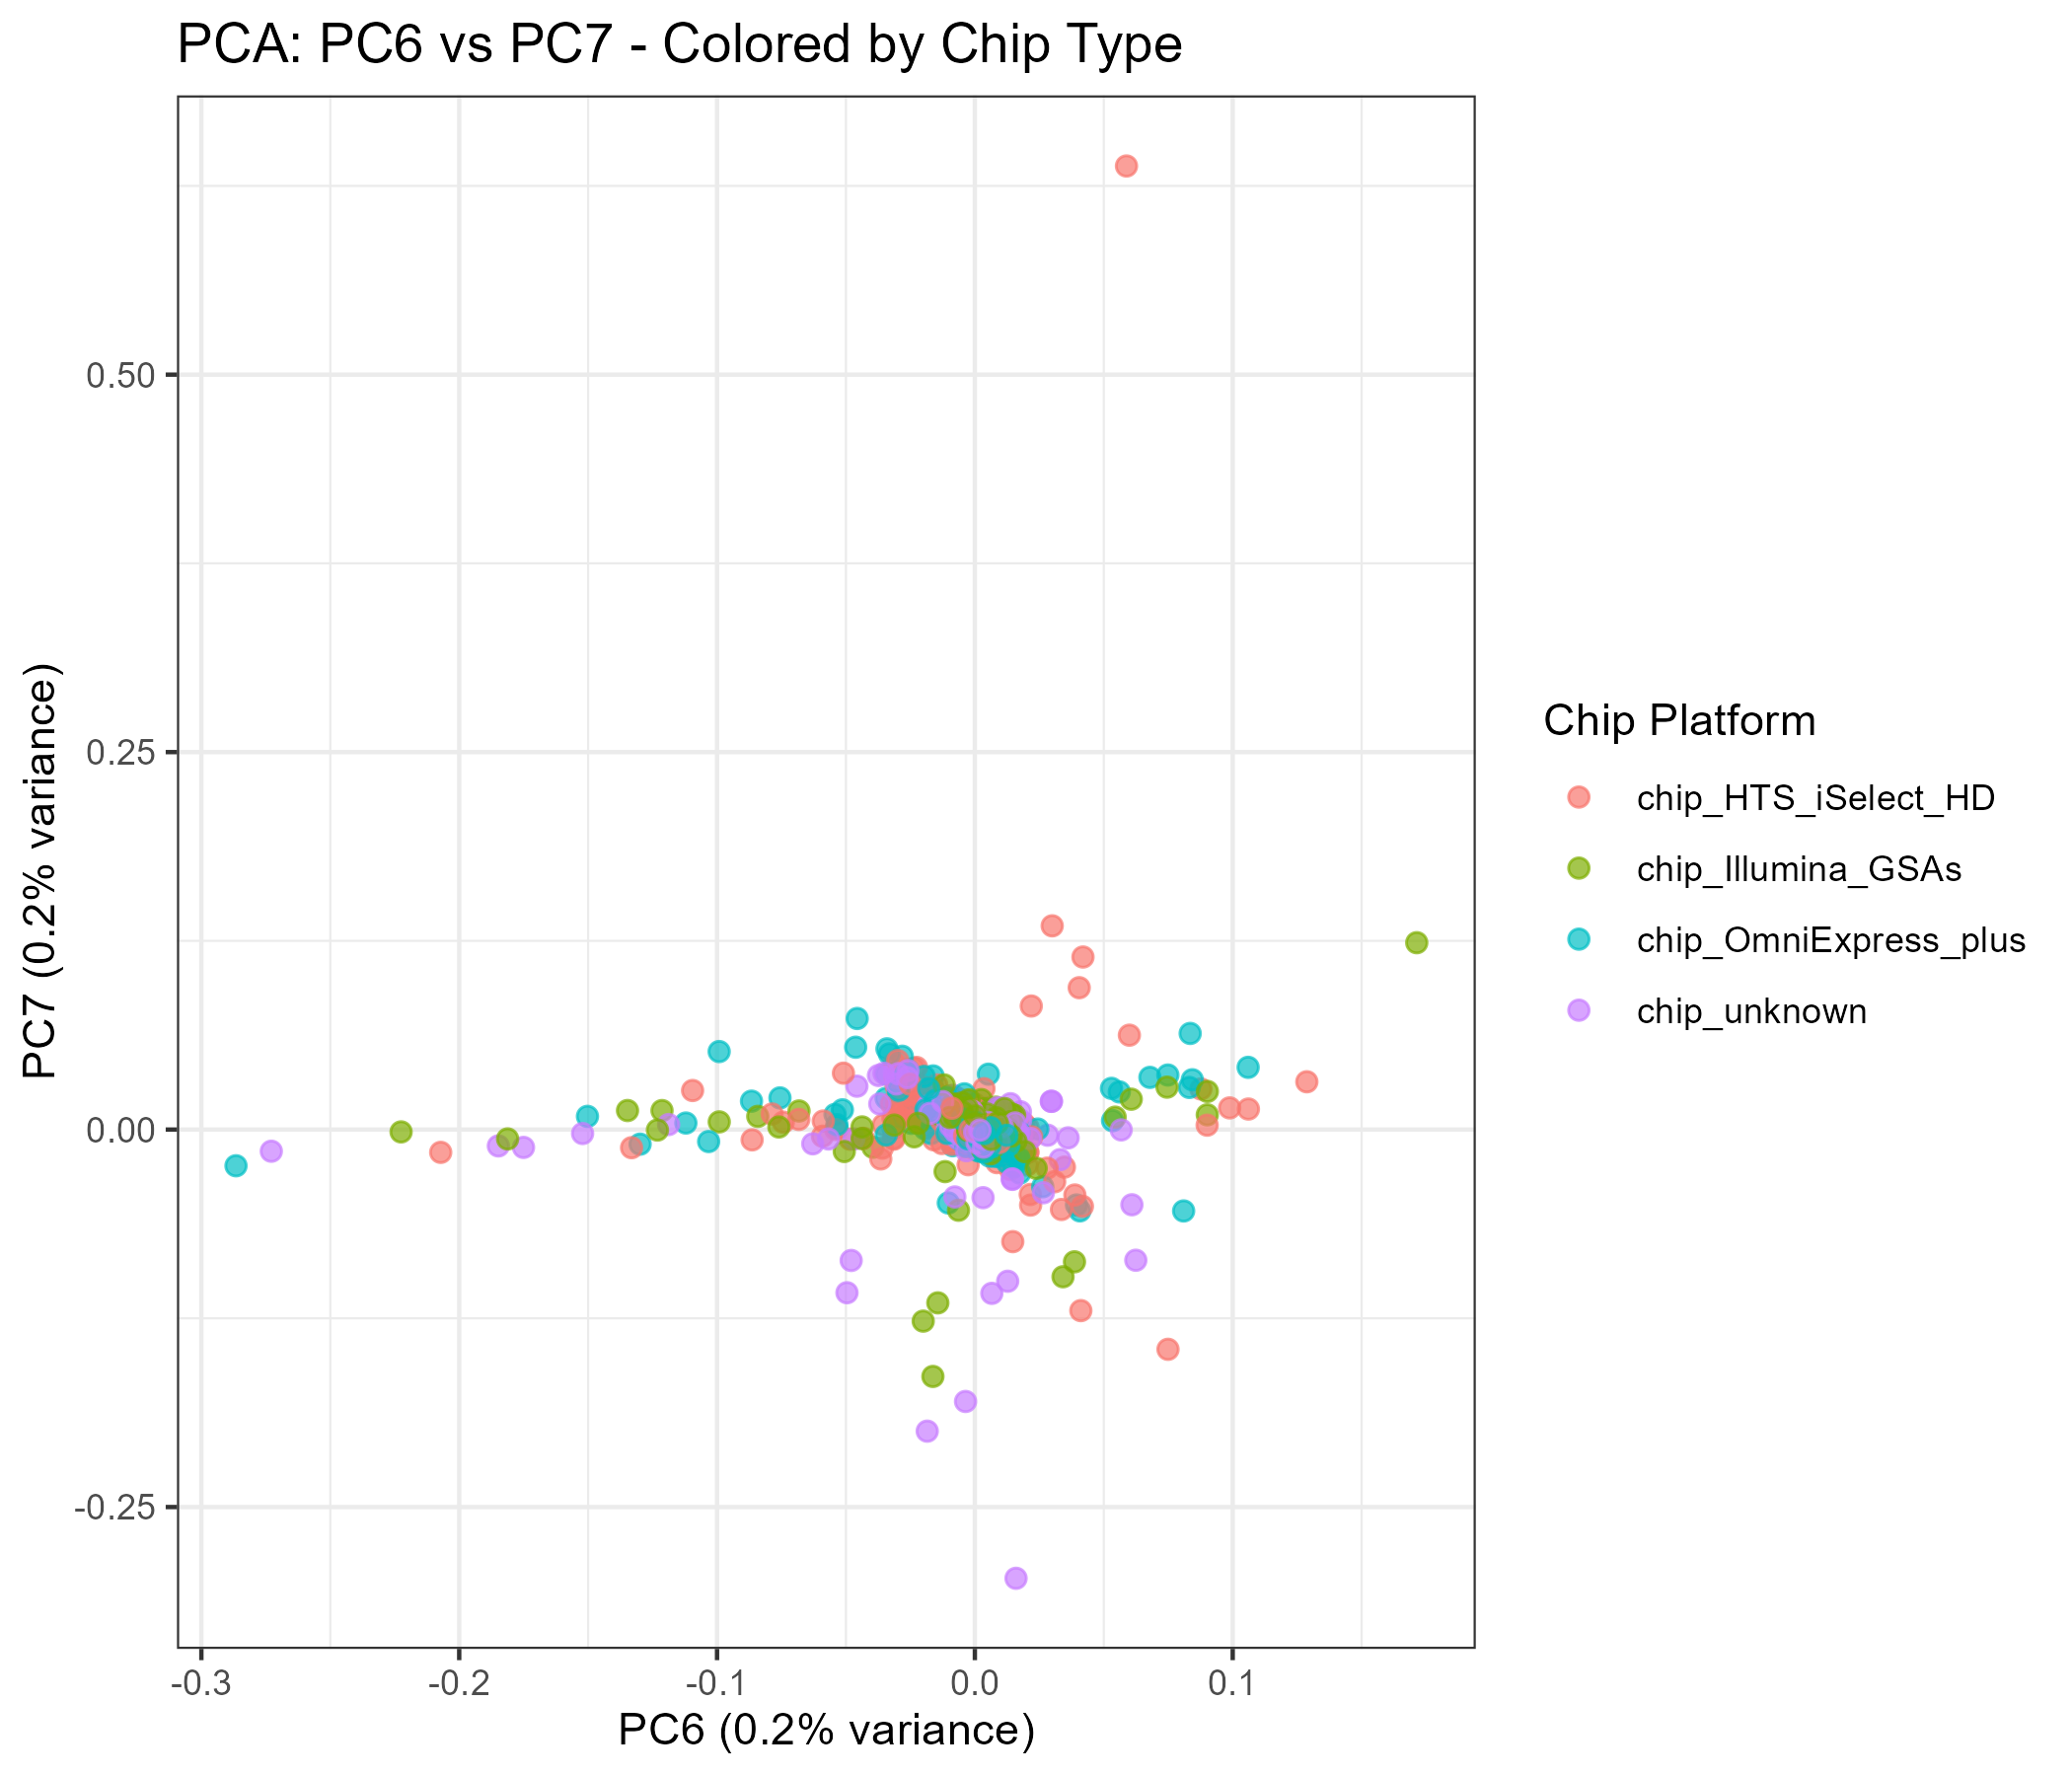 PCA: PC6 vs PC7 - Colored by Chip Type
PC7 (0.2% variance)
0.50
0.25
0.00
-0.25
-0.3
-0.2
-0.1
0.0
0.1
PC6 (0.2% variance)
Chip Platform
chip_HTS_iSelect_HD
chip_Illumina_GSAs
chip_OmniExpress_plus
chip_unknown